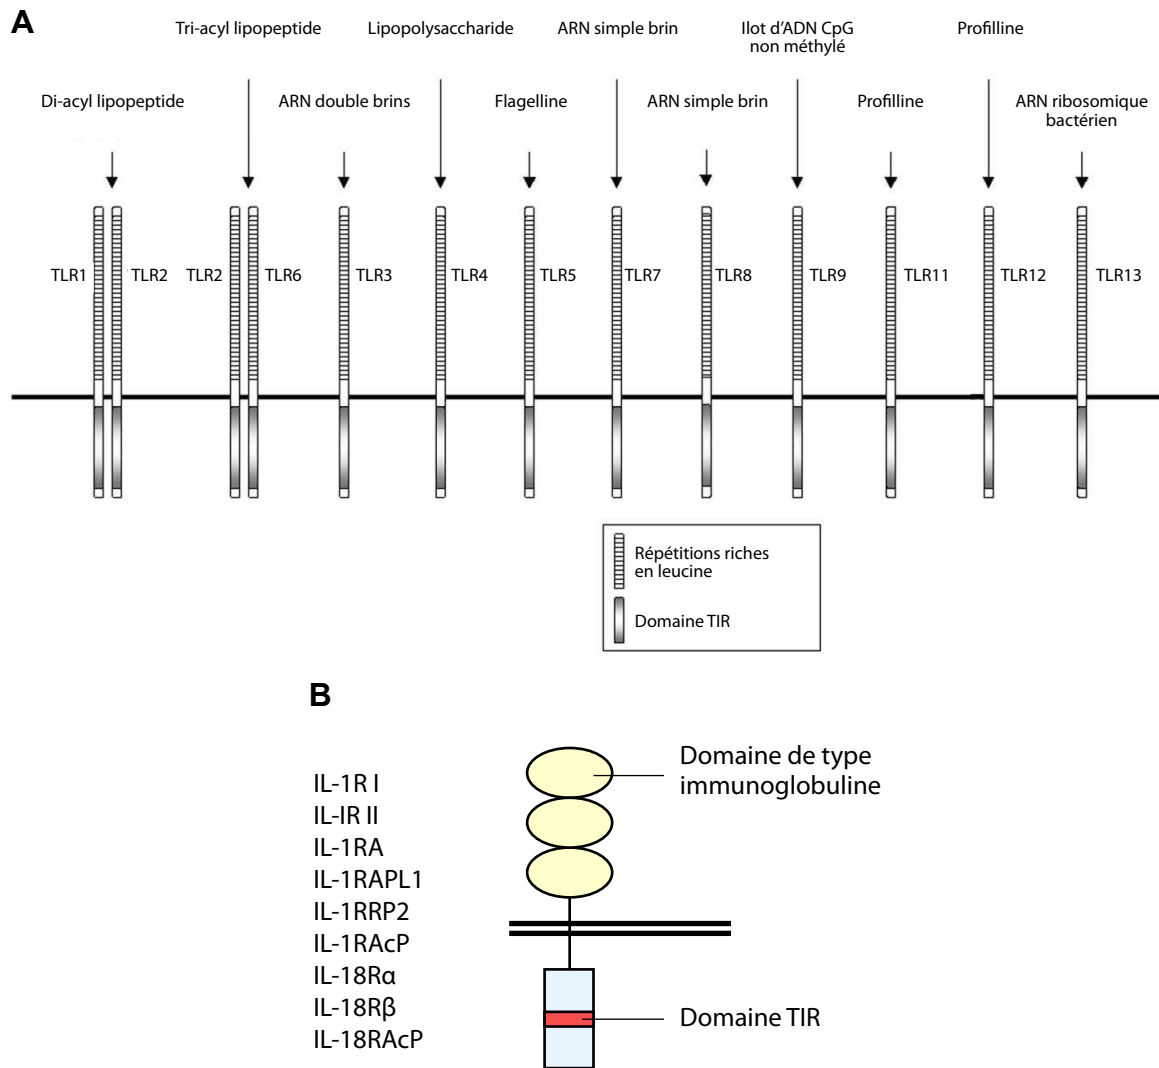 A
Tri-acyl lipopeptide
Lipopolysaccharide
ARN simple brin
Ilot d'ADN CpG
non méthylé
Profilline
Di-acyl lipopeptide
ARN double brins
Flagelline
ARN simple brin
Profilline
ARN ribosomique
bactérien
TLR1
TLR2
TLR2
TLR6
TLR3
TLR4
TLR5
TLR7
TLR8
TLR9
TLR11
TLR12
TLR13
Répétitions riches
en leucine
Domaine TIR
B
IL-1R I
IL-IR II
IL-1RA
IL-1RAPL1
IL-1RRP2
IL-1RAcP
IL-18Rα
IL-18Rβ
IL-18RAcP
Domaine de type
immunoglobuline
Domaine TIR